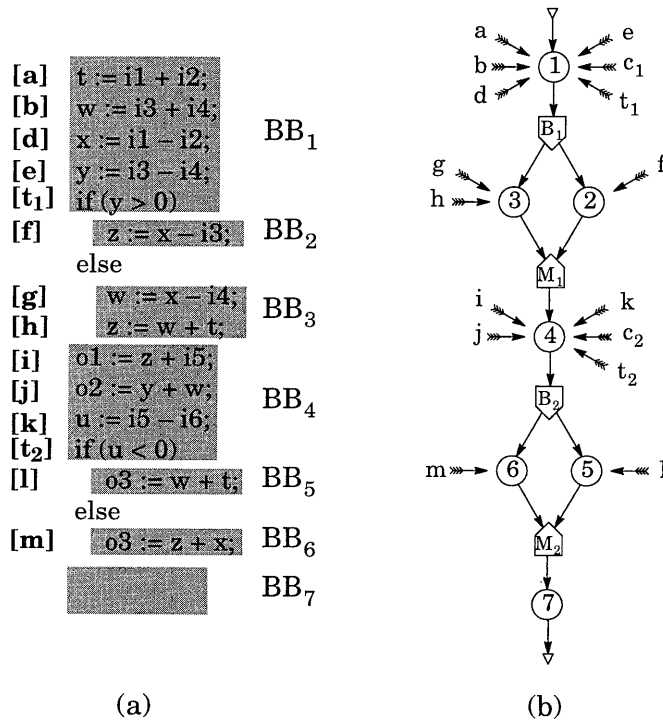 [a] t := i1 + i2;
[b] w := i3 + i4;
[d] x := i1 − i2;
[e] y := i3 − i4;
[t1] if (y > 0)
BB1
[f] z := x − i3; BB2
else
[g] w := x − i4;
[h] z := w + t;
BB3
[i] o1 := z + i5;
[j] o2 := y + w;
[k] u := i5 − i6;
[t2] if (u < 0)
BB4
[l] o3 := w + t; BB5
else
[m] o3 := z + x; BB6
BB7
(a)
a e
b 1 c1
d t1
B1
g f
h 3 2
M1
i k
j 4 c2
t2
B2
m 6 5 l
M2
7
(b)